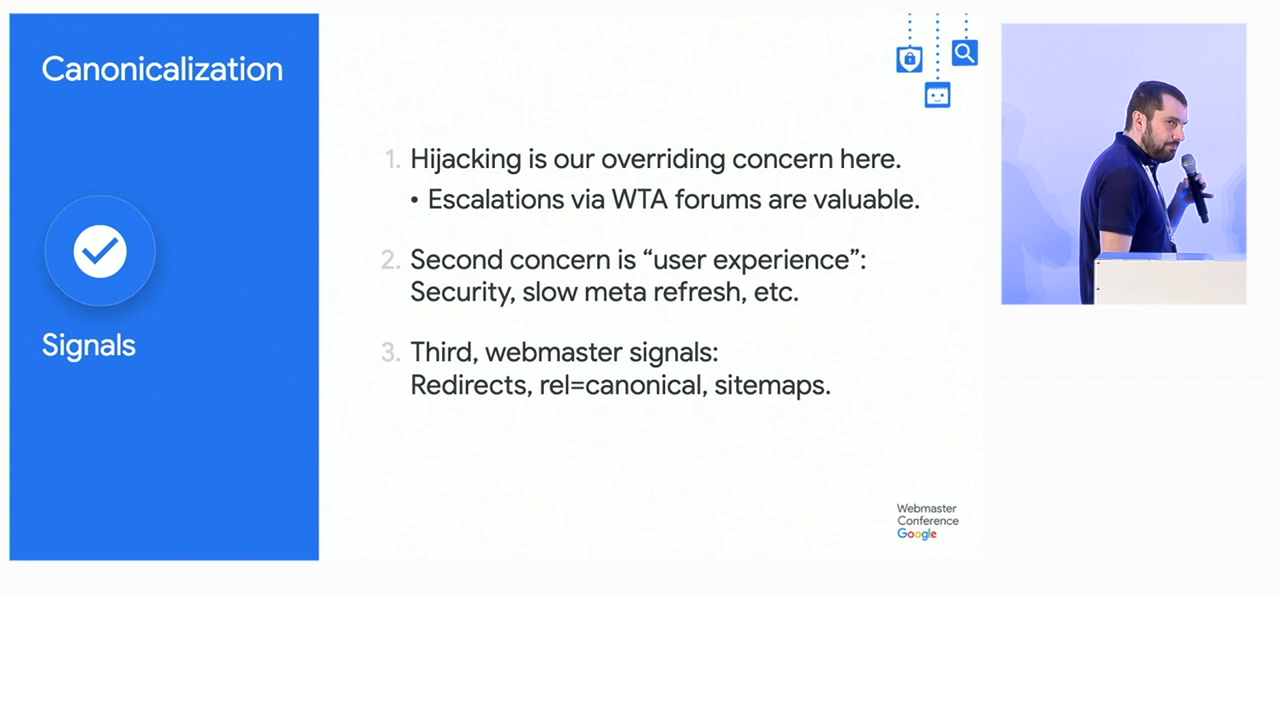 Canonicalization
Signals
1. Hijacking is our overriding concern here.
• Escalations via WTA forums are valuable.
2. Second concern is “user experience”:
Security, slow meta refresh, etc.
3. Third, webmaster signals:
Redirects, rel=canonical, sitemaps.
Webmaster
Conference
Google